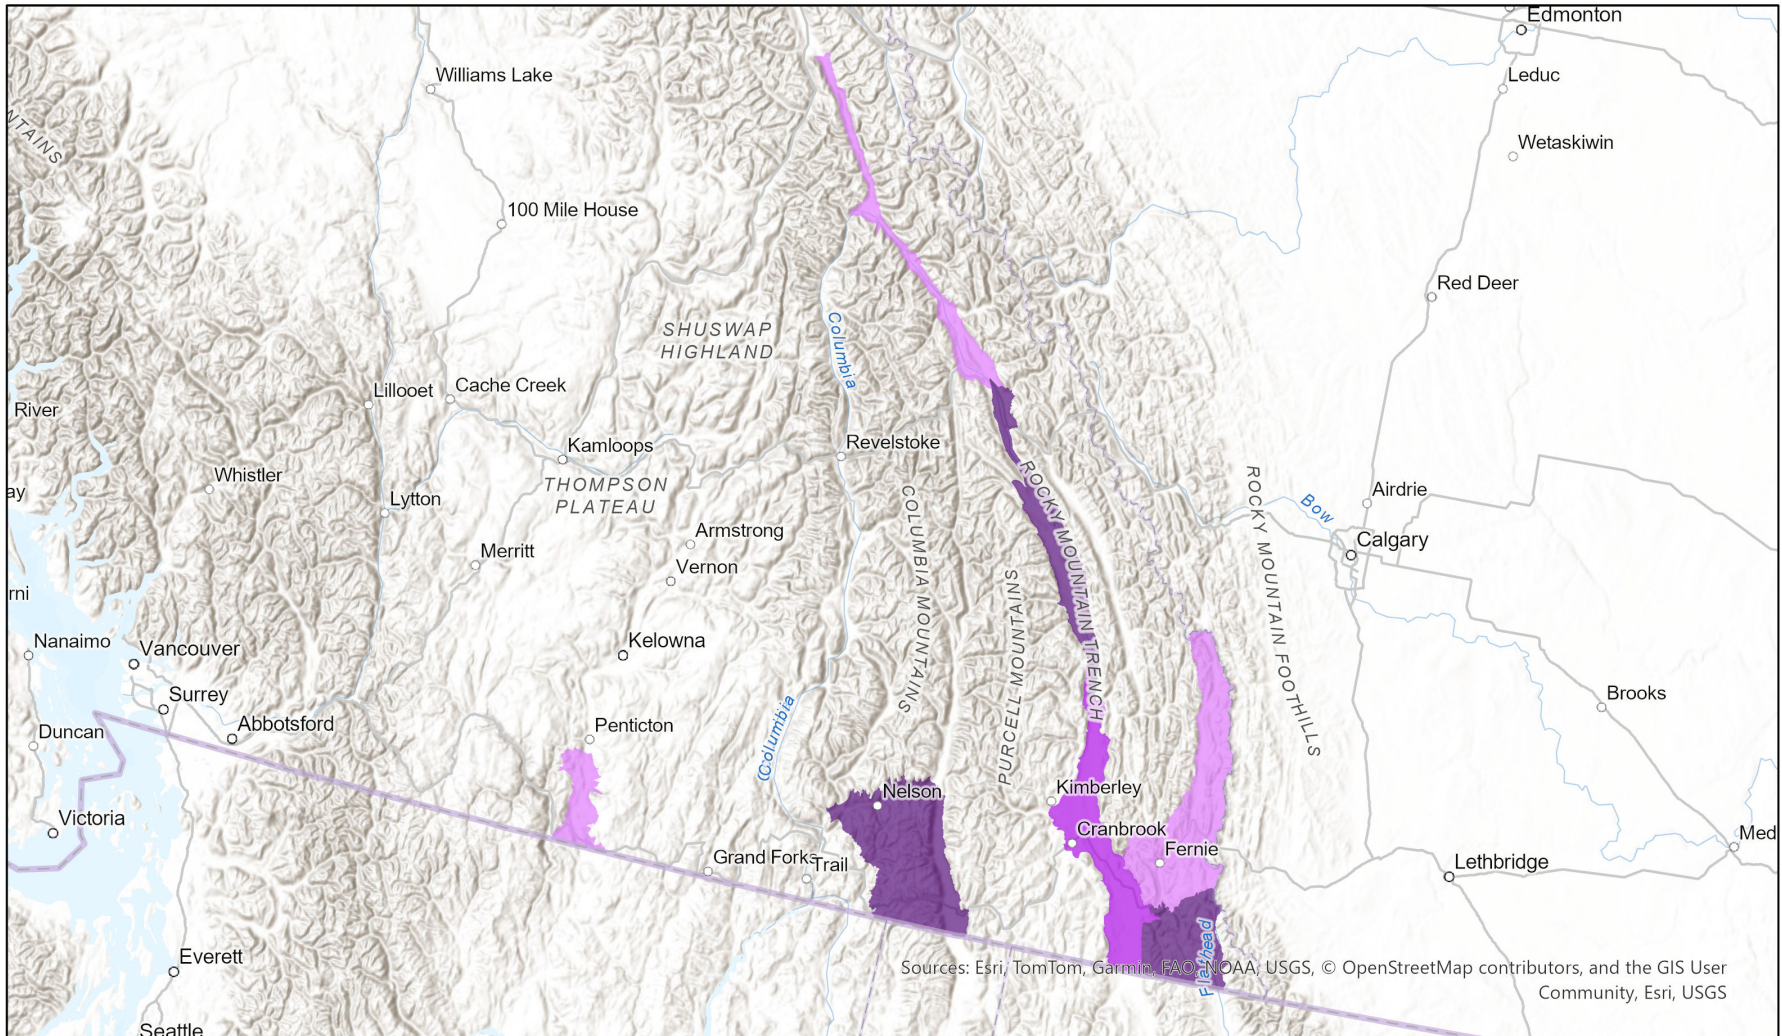 Edmonton
Williams Lake
Leduc
NTAINS
Wetaskiwin
100 Mile House
Red Deer
SHUSWAP
HIGHLAND
Columbia
Lillooet
Cache Creek
River
Kamloops
Revelstoke
Whistler
THOMPSON
PLATEAU
ay
Lytton
COLUMBIA MOUNTAINS
ROCKY MOUNTAIN TRENCH
ROCKY MOUNTAIN FOOTHILLS
Bow
Airdrie
Calgary
Armstrong
Merritt
Vernon
rni
PURCELL MOUNTAINS
Nanaimo
Vancouver
Kelowna
Surrey
Brooks
Duncan
Abbotsford
Penticton
Columbia
Nelson
Kimberley
Victoria
Cranbrook
Med
Grand Forks
Trail
Fernie
Lethbridge
Flathead
Everett
Sources: Esri, TomTom, Garmin, FAO, NOAA, USGS, © OpenStreetMap contributors, and the GIS User
Community, Esri, USGS
Seattle